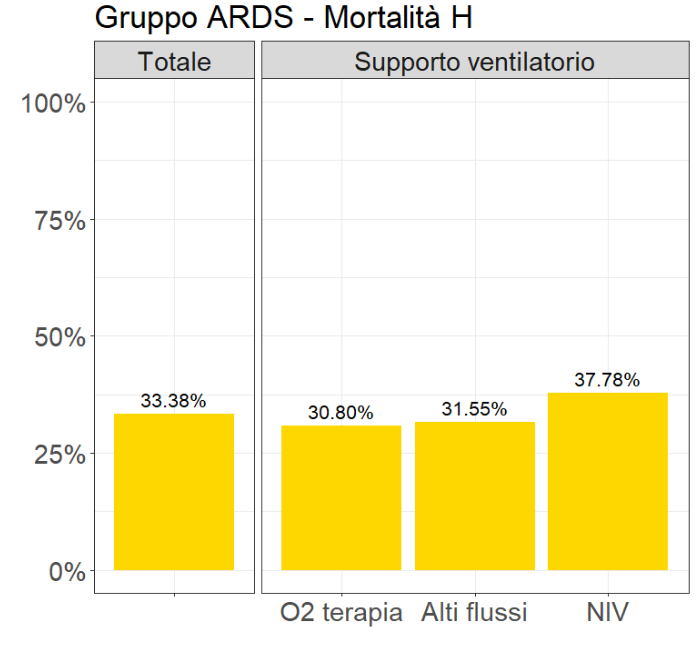 Gruppo ARDS - Mortalità H
Totale
Supporto ventilatorio
100%
75%
50%
25%
0%
33.38%
30.80%
31.55%
37.78%
O2 terapia
Alti flussi
NIV